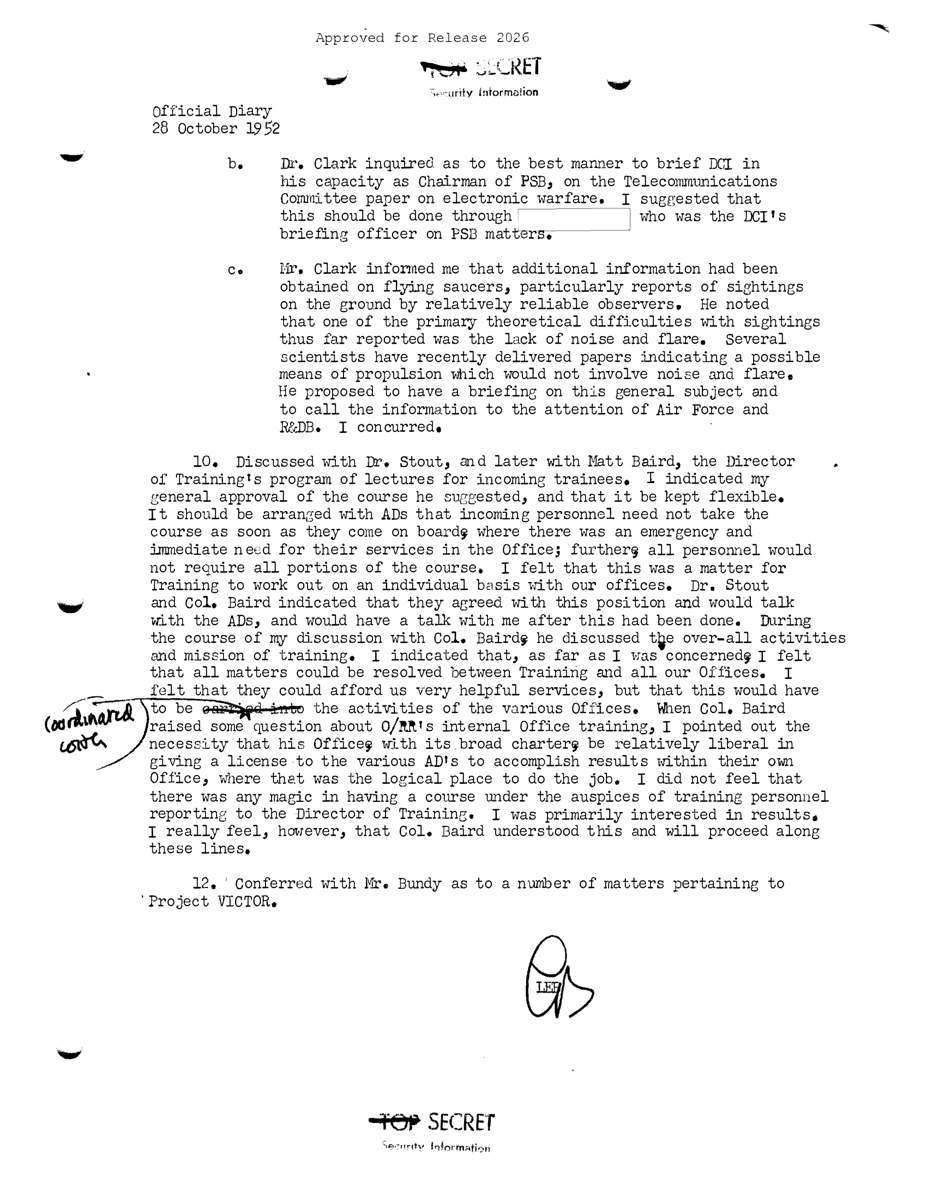 Approved for Release 2026
TOP SECRET
Security Information
Official Diary
28 October 1952
b. Dr. Clark inquired as to the best manner to brief DCI in
his capacity as Chairman of PSB, on the Telecommunications
Committee paper on electronic warfare. I suggested that
this should be done through who was the DCI's
briefing officer on PSB matters.
c. Mr. Clark informed me that additional information had been
obtained on flying saucers, particularly reports of sightings
on the ground by relatively reliable observers. He noted
that one of the primary theoretical difficulties with sightings
thus far reported was the lack of noise and flare. Several
scientists have recently delivered papers indicating a possible
means of propulsion which would not involve noise and flare.
He proposed to have a briefing on this general subject and
to call the information to the attention of Air Force and
R&DB. I concurred.
10. Discussed with Dr. Stout, and later with Matt Baird, the Director
of Training's program of lectures for incoming trainees. I indicated my
general approval of the course he suggested, and that it be kept flexible.
It should be arranged with ADs that incoming personnel need not take the
course as soon as they come on board, where there was an emergency and
immediate need for their services in the Office; further, all personnel would
not require all portions of the course. I felt that this was a matter for
Training to work out on an individual basis with our offices. Dr. Stout
and Col. Baird indicated that they agreed with this position and would talk
with the ADs, and would have a talk with me after this had been done. During
the course of my discussion with Col. Baird, he discussed the over-all activities
and mission of training. I indicated that, as far as I was concerned, I felt
that all matters could be resolved between Training and all our Offices. I
felt that they could afford us very helpful services, but that this would have
to be carried into the activities of the various Offices. When Col. Baird
coordinated
with
raised some question about O/RR's internal Office training, I pointed out the
necessity that his Office, with its broad charter, be relatively liberal in
giving a license to the various AD's to accomplish results within their own
Office, where that was the logical place to do the job. I did not feel that
there was any magic in having a course under the auspices of training personnel
reporting to the Director of Training. I was primarily interested in results.
I really feel, however, that Col. Baird understood this and will proceed along
these lines.
12. Conferred with Mr. Bundy as to a number of matters pertaining to
Project VICTOR.
LEB
TOP SECRET
Security Information